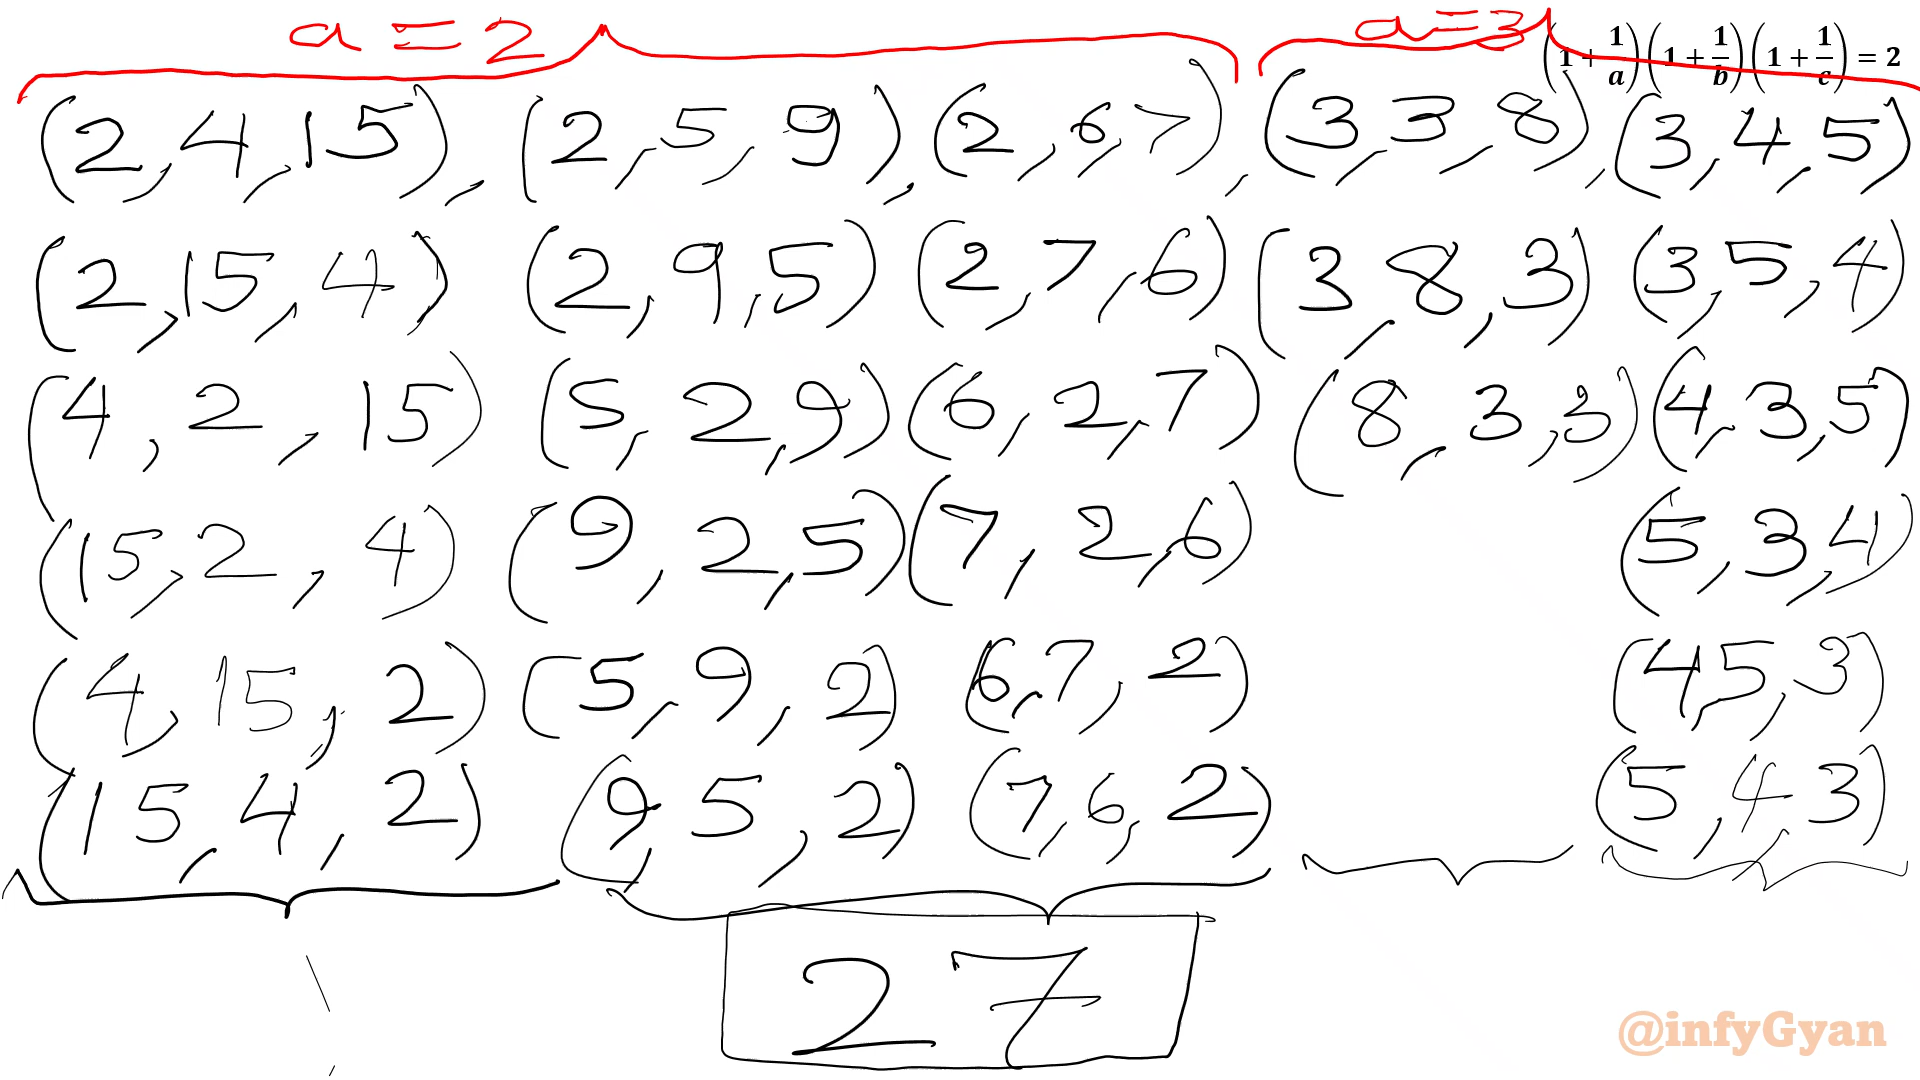 a = 2 a = 3 (1 + 1/a)(1 + 1/b)(1 + 1/c) = 2
(2,4,15), (2,5,9), (2,6,7), (3,3,8), (3,4,5)
(2,15,4) (2,9,5) (2,7,6) (3,8,3) (3,5,4)
(4,2,15) (5,2,9) (6,2,7) (8,3,3) (4,3,5)
(15,2,4) (9,2,5) (7,2,6) (5,3,4)
(4,15,2) (5,9,2) (6,7,2) (4,5,3)
(15,4,2) (9,5,2) (7,6,2) (5,4,3)
27
@infyGyan